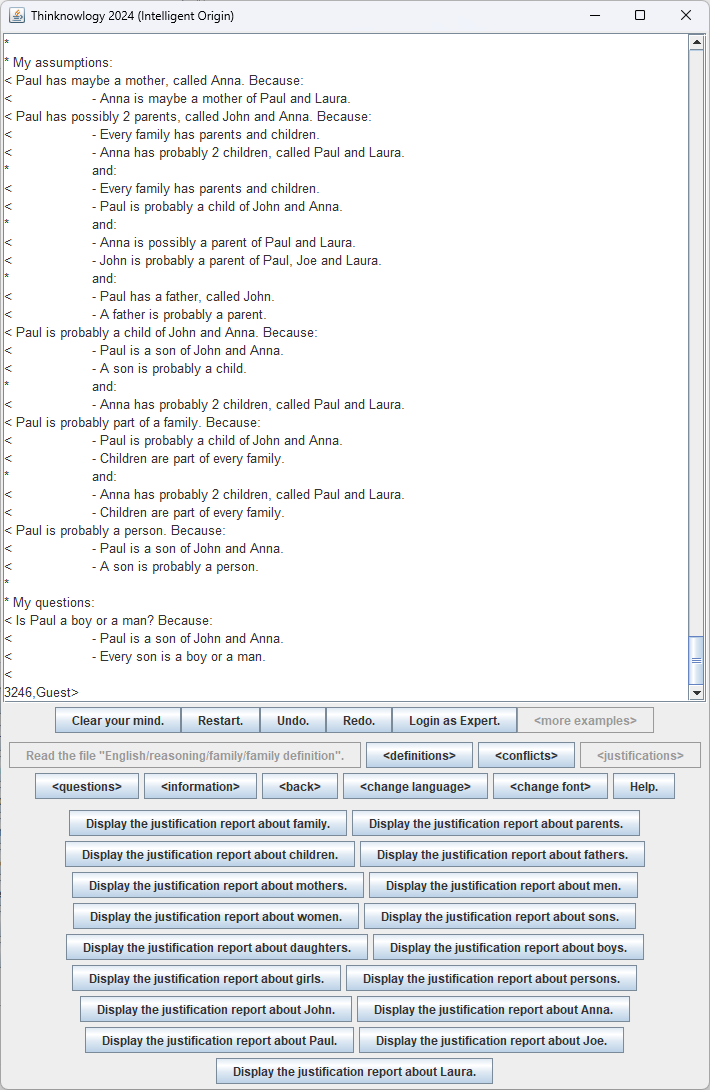 Thinknowlogy 2024 (Intelligent Origin)
*
* My assumptions:
< Paul has maybe a mother, called Anna. Because:
< - Anna is maybe a mother of Paul and Laura.
< Paul has possibly 2 parents, called John and Anna. Because:
< - Every family has parents and children.
< - Anna has probably 2 children, called Paul and Laura.
* and:
< - Every family has parents and children.
< - Paul is probably a child of John and Anna.
* and:
< - Anna is possibly a parent of Paul and Laura.
< - John is probably a parent of Paul, Joe and Laura.
* and:
< - Paul has a father, called John.
< - A father is probably a parent.
< Paul is probably a child of John and Anna. Because:
< - Paul is a son of John and Anna.
< - A son is probably a child.
* and:
< - Anna has probably 2 children, called Paul and Laura.
< Paul is probably part of a family. Because:
< - Paul is probably a child of John and Anna.
< - Children are part of every family.
* and:
< - Anna has probably 2 children, called Paul and Laura.
< - Children are part of every family.
< Paul is probably a person. Because:
< - Paul is a son of John and Anna.
< - A son is probably a person.
*
* My questions:
< Is Paul a boy or a man? Because:
< - Paul is a son of John and Anna.
< - Every son is a boy or a man.
<
3246,Guest>
Clear your mind. Restart. Undo. Redo. Login as Expert. <more examples>
Read the file "English/reasoning/family/family definition". <definitions> <conflicts> <justifications>
<questions> <information> <back> <change language> <change font> Help.
Display the justification report about family. Display the justification report about parents.
Display the justification report about children. Display the justification report about fathers.
Display the justification report about mothers. Display the justification report about men.
Display the justification report about women. Display the justification report about sons.
Display the justification report about daughters. Display the justification report about boys.
Display the justification report about girls. Display the justification report about persons.
Display the justification report about John. Display the justification report about Anna.
Display the justification report about Paul. Display the justification report about Joe.
Display the justification report about Laura.